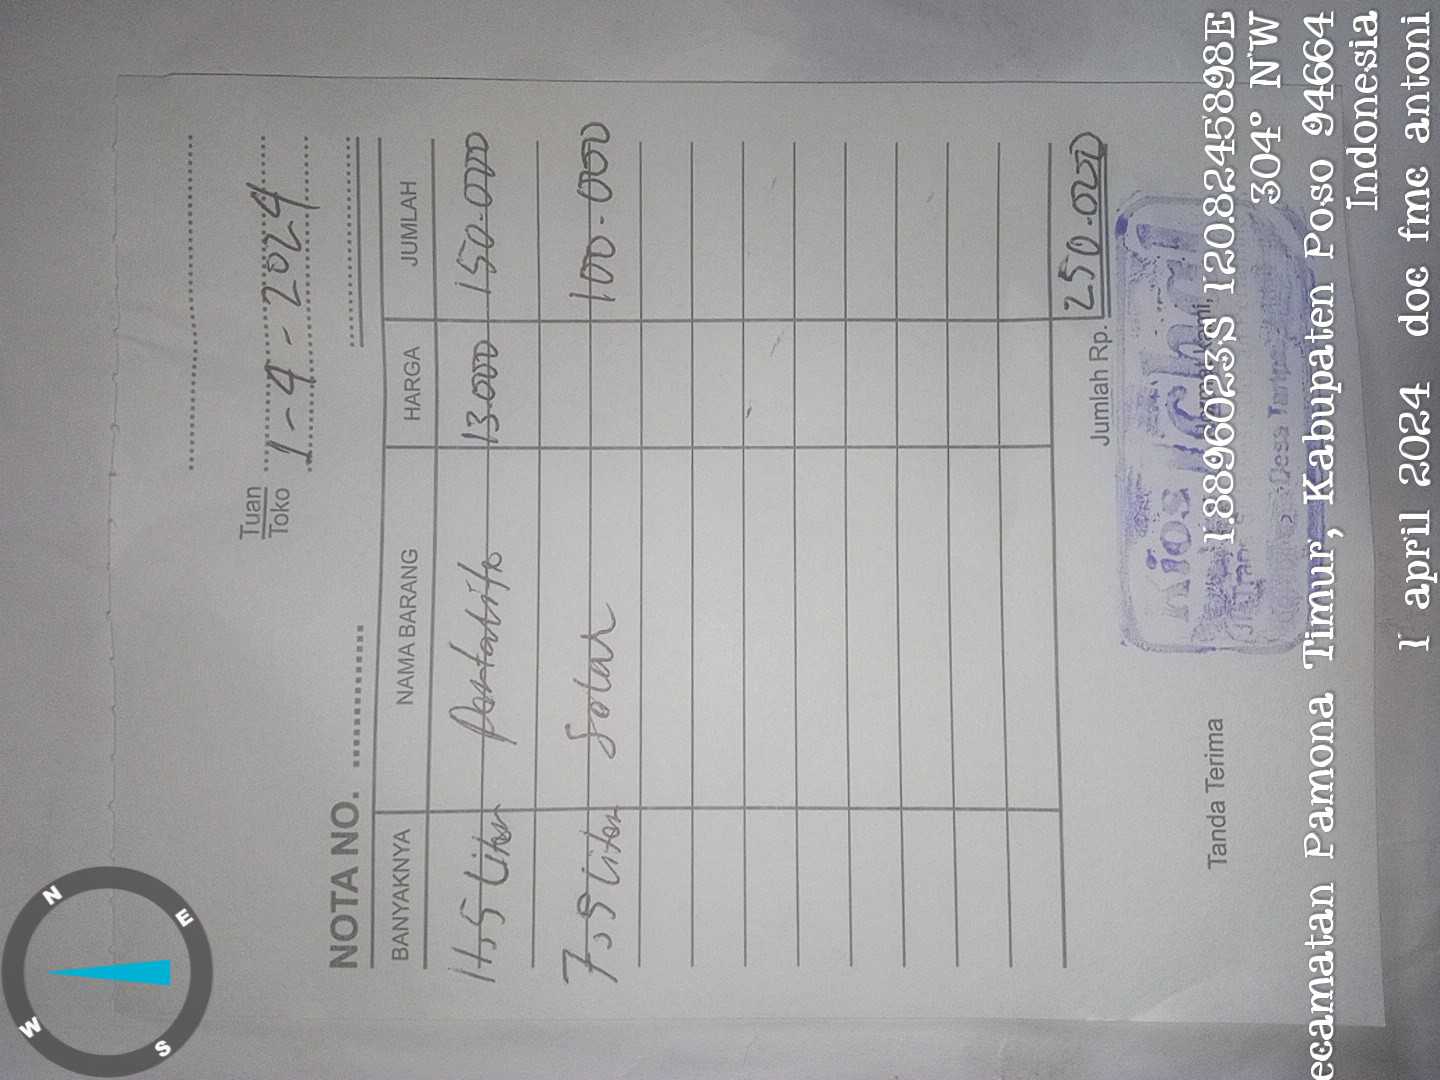 Tuan
Toko
1-4-2024
NOTA NO.
BANYAKNYA NAMA BARANG HARGA JUMLAH
11,5 Liter Pertalite 13.000 150.000
7,5 Liter Solar 100.000
Jumlah Rp. 250.000
Tanda Terima
Kios
Desa
1.8896023S 120.8245898E
304° NW
ecamatan Pamona Timur, Kabupaten Poso 94664
Indonesia
1 april 2024 doc fmc antoni
N
E
S
W